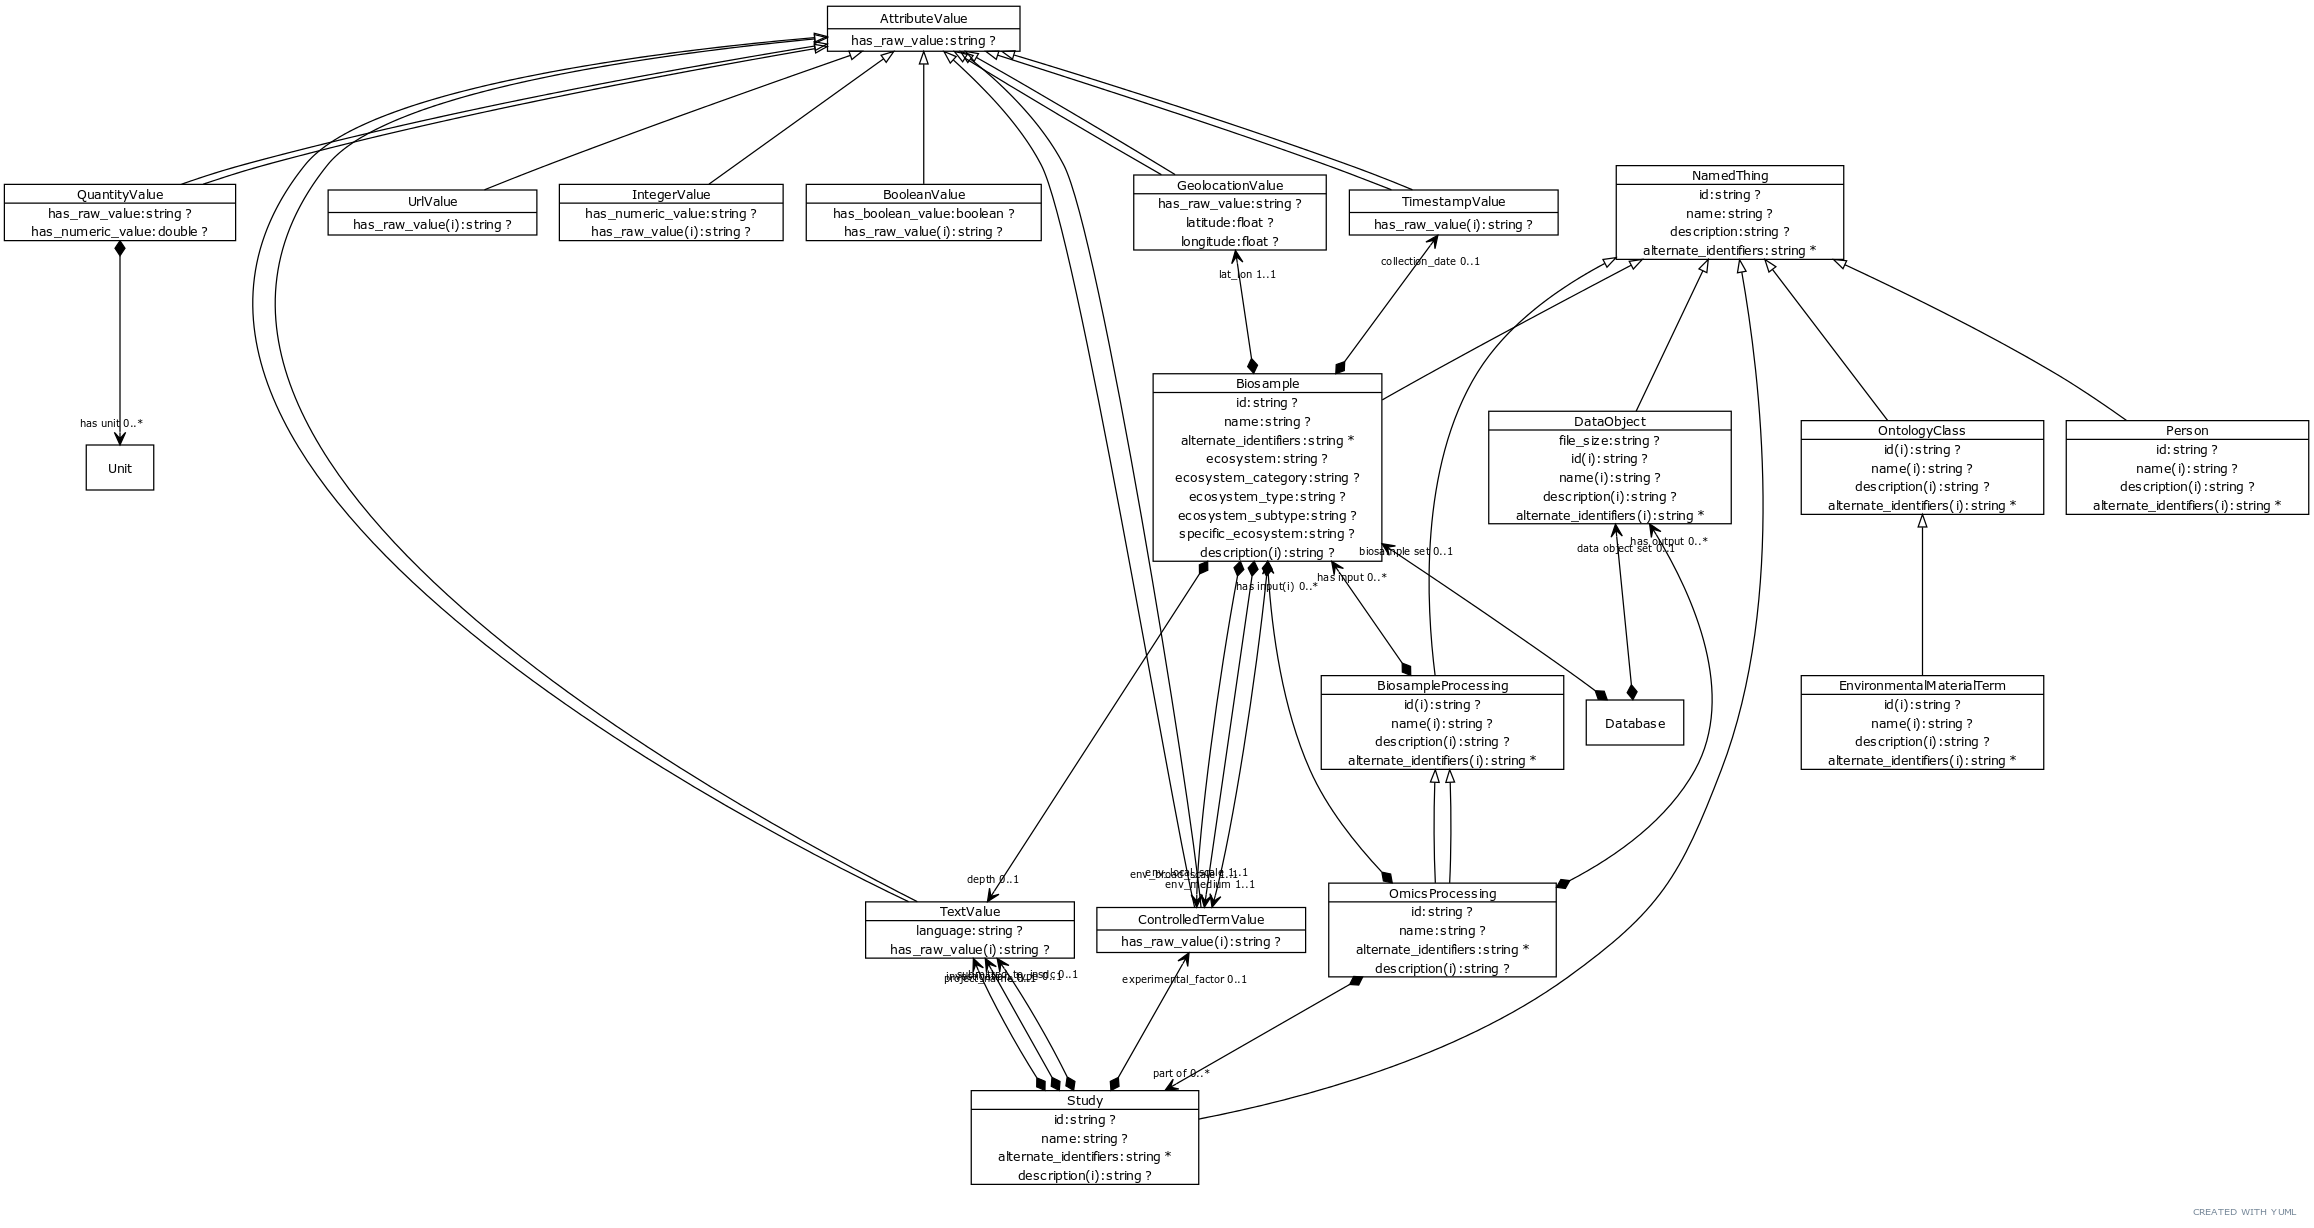 AttributeValue
has_raw_value:string ?
QuantityValue
has_raw_value:string ?
has_numeric_value:double ?
UrlValue
has_raw_value(i):string ?
IntegerValue
has_numeric_value:string ?
has_raw_value(i):string ?
BooleanValue
has_boolean_value:boolean ?
has_raw_value(i):string ?
GeolocationValue
has_raw_value:string ?
latitude:float ?
longitude:float ?
TimestampValue
has_raw_value(i):string ?
NamedThing
id:string ?
name:string ?
description:string ?
alternate_identifiers:string *
lat_lon 1..1
collection_date 0..1
has unit 0..*
Unit
Biosample
id:string ?
name:string ?
alternate_identifiers:string *
ecosystem:string ?
ecosystem_category:string ?
ecosystem_type:string ?
ecosystem_subtype:string ?
specific_ecosystem:string ?
description(i):string ?
DataObject
file_size:string ?
id(i):string ?
name(i):string ?
description(i):string ?
alternate_identifiers(i):string *
OntologyClass
id(i):string ?
name(i):string ?
description(i):string ?
alternate_identifiers(i):string *
Person
id:string ?
name(i):string ?
description(i):string ?
alternate_identifiers(i):string *
biosample set 0..1
data object set 0..1
has output 0..*
has input(i) 0..*
has input 0..*
BiosampleProcessing
id(i):string ?
name(i):string ?
description(i):string ?
alternate_identifiers(i):string *
Database
EnvironmentalMaterialTerm
id(i):string ?
name(i):string ?
description(i):string ?
alternate_identifiers(i):string *
depth 0..1
env_broad_scale 1..1
env_local_scale 1..1
env_medium 1..1
TextValue
language:string ?
has_raw_value(i):string ?
ControlledTermValue
has_raw_value(i):string ?
OmicsProcessing
id:string ?
name:string ?
alternate_identifiers:string *
description(i):string ?
submitted_to_insdc 0..1
investigation_type 0..1
project_name 0..1
experimental_factor 0..1
part of 0..*
Study
id:string ?
name:string ?
alternate_identifiers:string *
description(i):string ?
CREATED WITH YUML